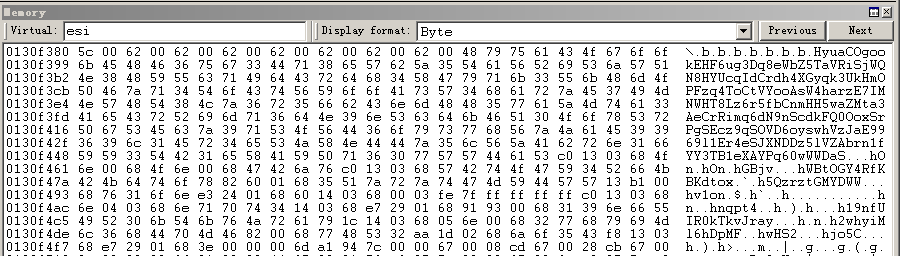 Memory
Virtual: esi Display format: Byte Previous Next
0130f380 5c 00 62 00 62 00 62 00 62 00 62 00 62 00 62 00 48 79 75 61 43 4f 67 6f 6f \.b.b.b.b.b.b.b.HyuaCOgoo
0130f399 6b 45 48 46 36 75 67 33 44 71 38 65 57 62 5a 35 54 61 56 52 69 53 6a 57 51 kEHF6ug3Dq8eWbZ5TaVRiSjWQ
0130f3b2 4e 38 48 59 55 63 71 49 64 43 72 64 68 34 58 47 79 71 6b 33 55 6b 48 6d 4f N8HYUcqIdCrdh4XGyqk3UkHmO
0130f3cb 50 46 7a 71 34 54 6f 43 74 56 59 6f 6f 41 73 57 34 68 61 72 7a 45 37 49 4d PFzq4ToCtVYooAsW4harzE7IM
0130f3e4 4e 57 48 54 38 4c 7a 36 72 35 66 62 43 6e 6d 48 48 35 77 61 5a 4d 74 61 33 NWHT8Lz6r5fbCnmHH5waZMta3
0130f3fd 41 65 43 72 52 69 6d 71 36 64 4e 39 6e 53 63 64 6b 46 51 30 4f 6f 78 53 72 AeCrRimq6dN9nScdkFQ0OoxSr
0130f416 50 67 53 45 63 7a 39 71 53 4f 56 44 36 6f 79 73 77 68 56 7a 4a 61 45 39 39 PgSEcz9qSOVD6oyswhVzJaE99
0130f42f 36 39 6c 31 45 72 34 65 53 4a 58 4e 44 44 7a 35 6c 56 5a 41 62 72 6e 31 66 69l1Er4eSJXNDDz5lVZAbrn1f
0130f448 59 59 33 54 42 31 65 58 41 59 50 71 36 30 77 57 57 44 61 53 c0 13 03 68 4f YY3TB1eXAYPq60wWWDaS...hO
0130f461 6e 00 68 4f 6e 00 68 47 42 6a 76 c0 13 03 68 57 42 74 4f 47 59 34 52 66 4b n.hOn.hGBjv...hWBtOGY4RfK
0130f47a 42 4b 64 74 6f 78 82 60 01 68 35 51 7a 72 7a 74 47 4d 59 44 57 57 13 b1 00 BKdtox.`.h5QzrztGMYDWW...
0130f493 68 76 31 6f 6e e3 24 01 68 60 14 03 68 00 03 fe 7f ff ff ff ff c0 13 03 68 hv1on.$.h`..h...........h
0130f4ac 6e 04 03 68 6e 71 70 74 34 14 03 68 e7 29 01 68 91 93 00 68 31 39 6e 66 55 n..hnqpt4..h.).h...h19nfU
0130f4c5 49 52 30 6b 54 6b 76 4a 72 61 79 1c 14 03 68 05 6e 00 68 32 77 68 79 69 4d IR0kTkvJray..h.n.h2whyiM
0130f4de 6c 36 68 44 70 4d 46 82 00 68 77 48 53 32 aa 1d 02 68 6a 6f 35 43 f8 13 03 l6hDpMF..hwHS2...hjo5C...
0130f4f7 68 e7 29 01 68 3e 00 00 00 6d a1 94 7c 00 00 67 00 08 cd 67 00 28 cb 67 00 h.).h>...m..|..g...g.(.g.